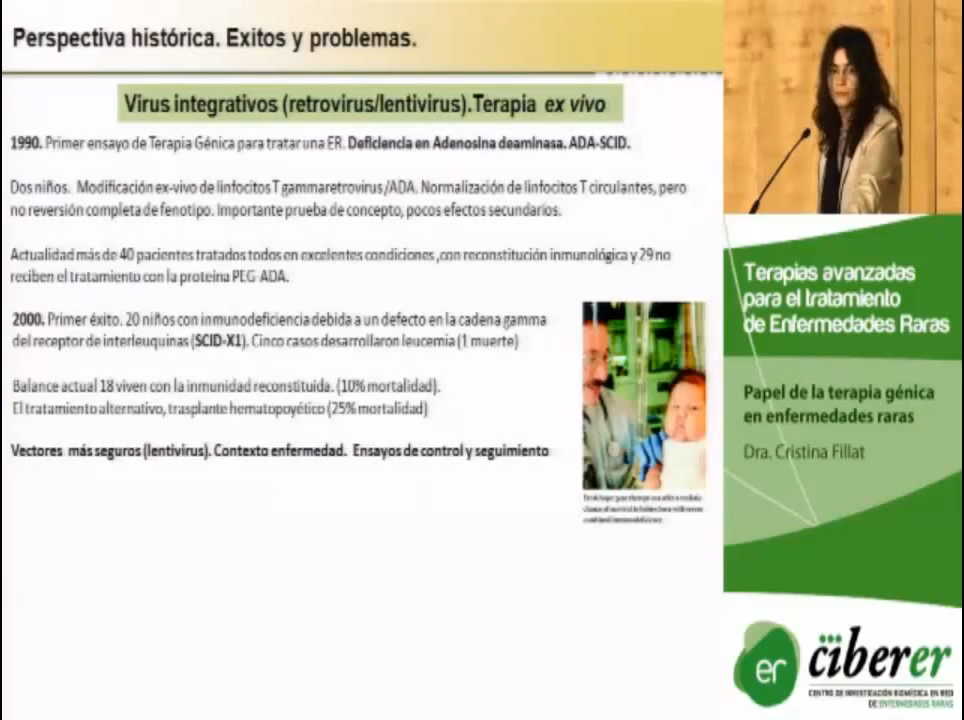 Perspectiva histórica. Exitos y problemas.
Virus integrativos (retrovirus/lentivirus).Terapia ex vivo
1990. Primer ensayo de Terapia Génica para tratar una ER. Deficiencia en Adenosina deaminasa. ADA-SCID.
Dos niños. Modificación ex-vivo de linfocitos T gammaretrovirus/ADA. Normalización de linfocitos T circulantes, pero
no reversión completa de fenotipo. Importante prueba de concepto, pocos efectos secundarios.
Actualidad más de 40 pacientes tratados todos en excelentes condiciones ,con reconstitución inmunológica y 29 no
reciben el tratamiento con la proteina PEG-ADA.
2000. Primer éxito. 20 niños con inmunodeficiencia debida a un defecto en la cadena gamma
del receptor de interleuquinas (SCID-X1). Cinco casos desarrollaron leucemia (1 muerte)
Balance actual 18 viven con la inmunidad reconstituida. (10% mortalidad).
El tratamiento alternativo, trasplante hematopoyético (25% mortalidad)
Vectores más seguros (lentivirus). Contexto enfermedad. Ensayos de control y seguimiento
Terapias avanzadas
para el tratamiento
de Enfermedades Raras
Papel de la terapia génica
en enfermedades raras
Dra. Cristina Fillat
er ciberer
CENTRO DE INVESTIGACIÓN BIOMÉDICA EN RED
DE ENFERMEDADES RARAS